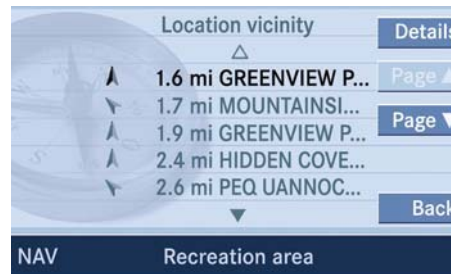 Location vicinity
Details
1.6 mi GREENVIEW P...
Page
1.7 mi MOUNTAINSI...
Page
1.9 mi GREENVIEW P...
2.4 mi HIDDEN COVE...
2.6 mi PEQ UANNOC...
Back
NAV Recreation area